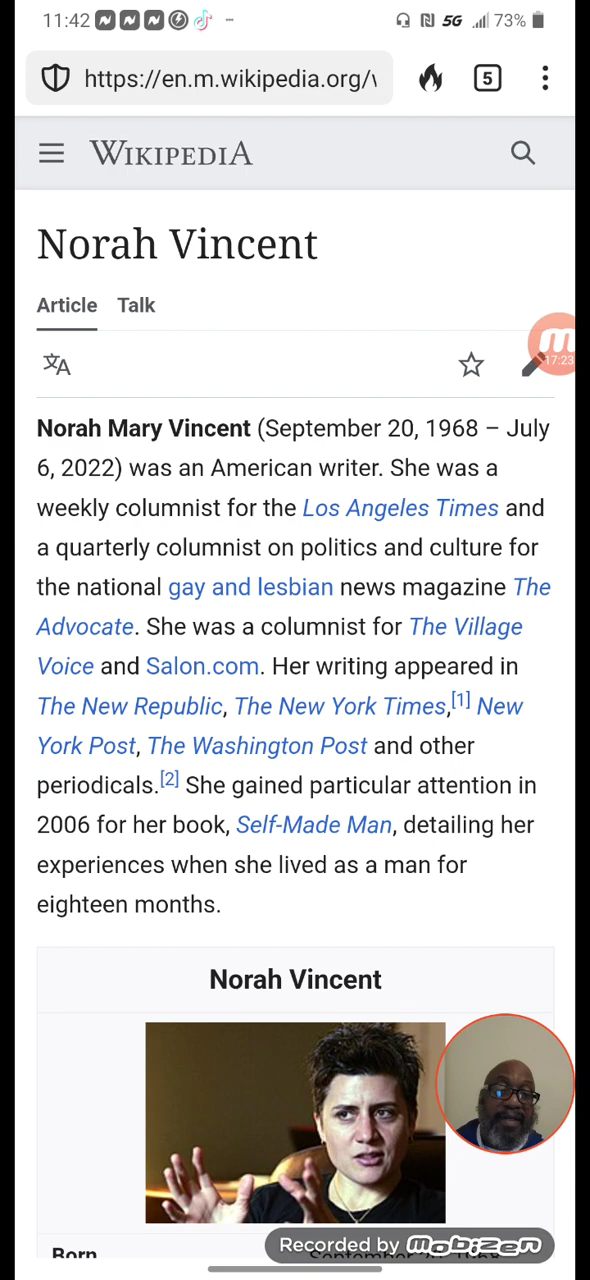 11:42
5G
73%
https://en.m.wikipedia.org/
5
WIKIPEDIA
Norah Vincent
Article Talk
17:23
Norah Mary Vincent (September 20, 1968 – July
6, 2022) was an American writer. She was a
weekly columnist for the Los Angeles Times and
a quarterly columnist on politics and culture for
the national gay and lesbian news magazine The
Advocate. She was a columnist for The Village
Voice and Salon.com. Her writing appeared in
The New Republic, The New York Times,[1] New
York Post, The Washington Post and other
periodicals.[2] She gained particular attention in
2006 for her book, Self-Made Man, detailing her
experiences when she lived as a man for
eighteen months.
Norah Vincent
Born
Recorded by mobizen